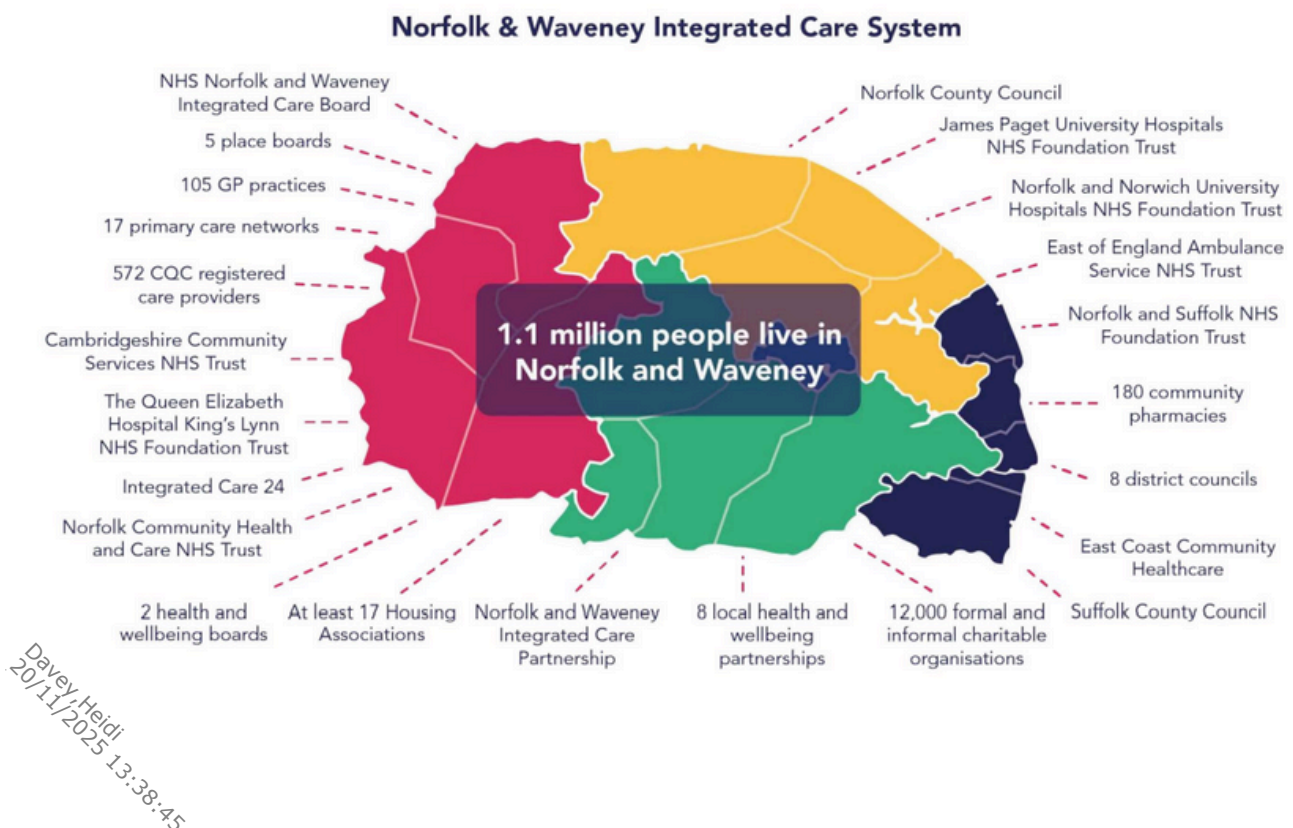 Norfolk & Waveney Integrated Care System
NHS Norfolk and Waveney
Integrated Care Board
5 place boards
105 GP practices
17 primary care networks
572 CQC registered
care providers
Cambridgeshire Community
Services NHS Trust
The Queen Elizabeth
Hospital King's Lynn
NHS Foundation Trust
Integrated Care 24
Norfolk Community Health
and Care NHS Trust
2 health and
wellbeing boards
At least 17 Housing
Associations
Norfolk and Waveney
Integrated Care
Partnership
8 local health and
wellbeing
partnerships
12,000 formal and
informal charitable
organisations
Norfolk County Council
James Paget University Hospitals
NHS Foundation Trust
Norfolk and Norwich University
Hospitals NHS Foundation Trust
East of England Ambulance
Service NHS Trust
Norfolk and Suffolk NHS
Foundation Trust
180 community
pharmacies
8 district councils
East Coast Community
Healthcare
Suffolk County Council
1.1 million people live in
Norfolk and Waveney
Davey,Heidi
20/11/2025 13:38:45